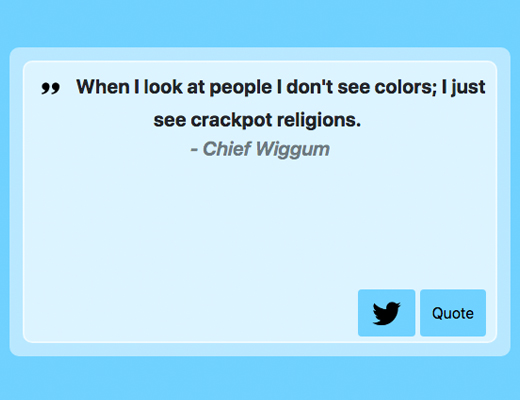 ” When I look at people I don't see colors; I just
see crackpot religions.
- Chief Wiggum
Quote